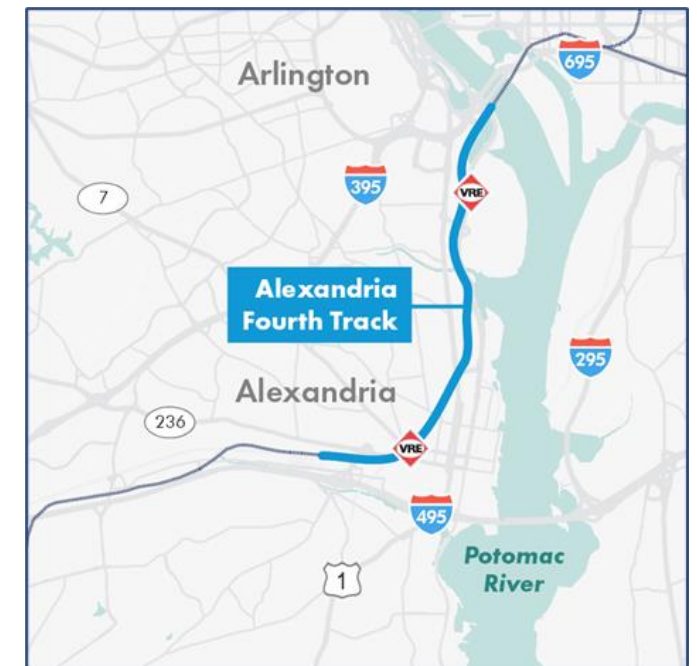 695
Arlington
395
7
VRE
Alexandria
Fourth Track
295
Alexandria
236
VRE
495
Potomac
River
1